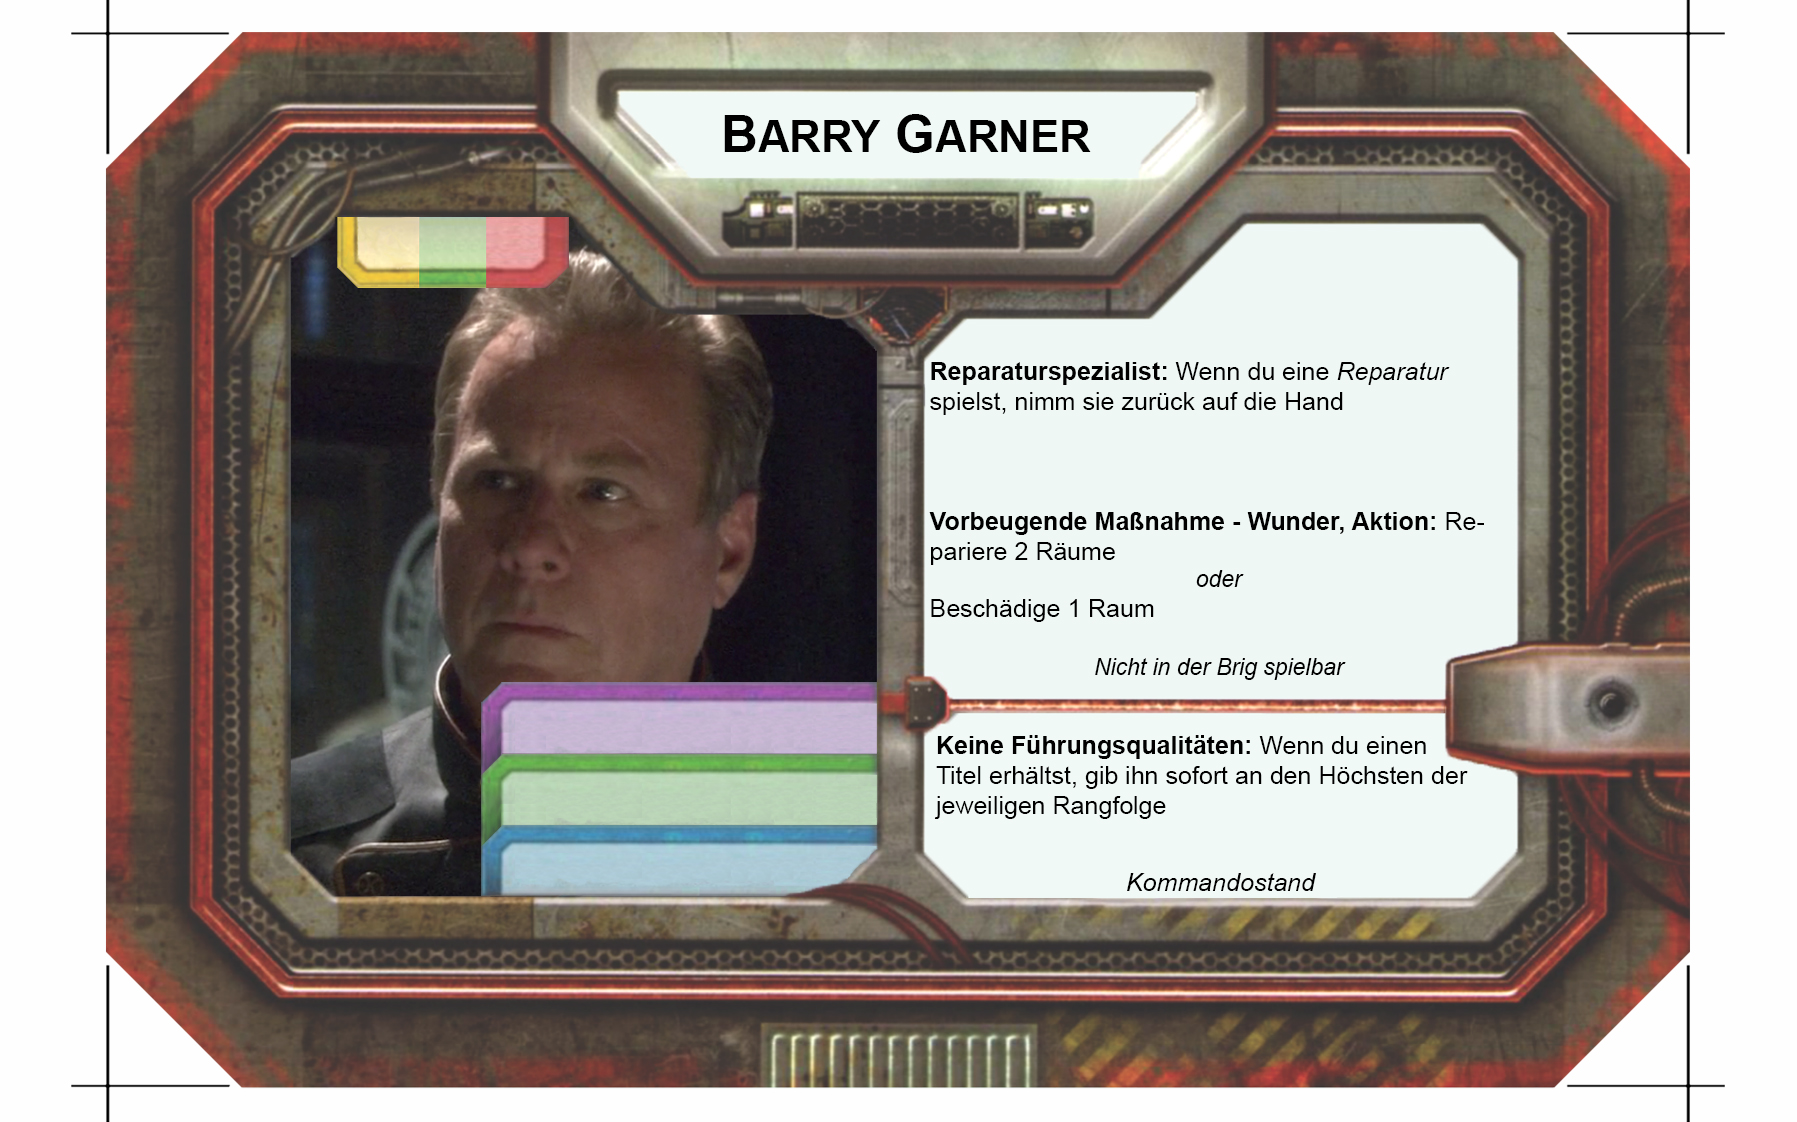 BARRY GARNER
Reparaturspezialist: Wenn du eine Reparatur
spielst, nimm sie zurück auf die Hand
Vorbeugende Maßnahme - Wunder, Aktion: Re-
pariere 2 Räume
oder
Beschädige 1 Raum
Nicht in der Brig spielbar
Keine Führungsqualitäten: Wenn du einen
Titel erhältst, gib ihn sofort an den Höchsten der
jeweiligen Rangfolge
Kommandostand